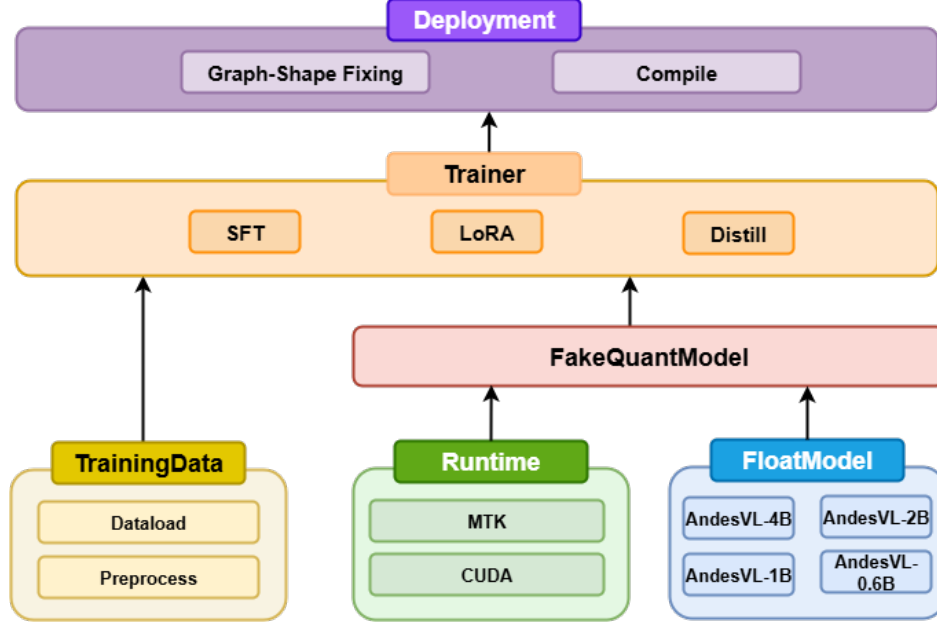 Deployment
Graph-Shape Fixing
Compile
Trainer
SFT
LoRA
Distill
FakeQuantModel
TrainingData
Dataload
Preprocess
Runtime
MTK
CUDA
FloatModel
AndesVL-4B
AndesVL-2B
AndesVL-1B
AndesVL-
0.6B